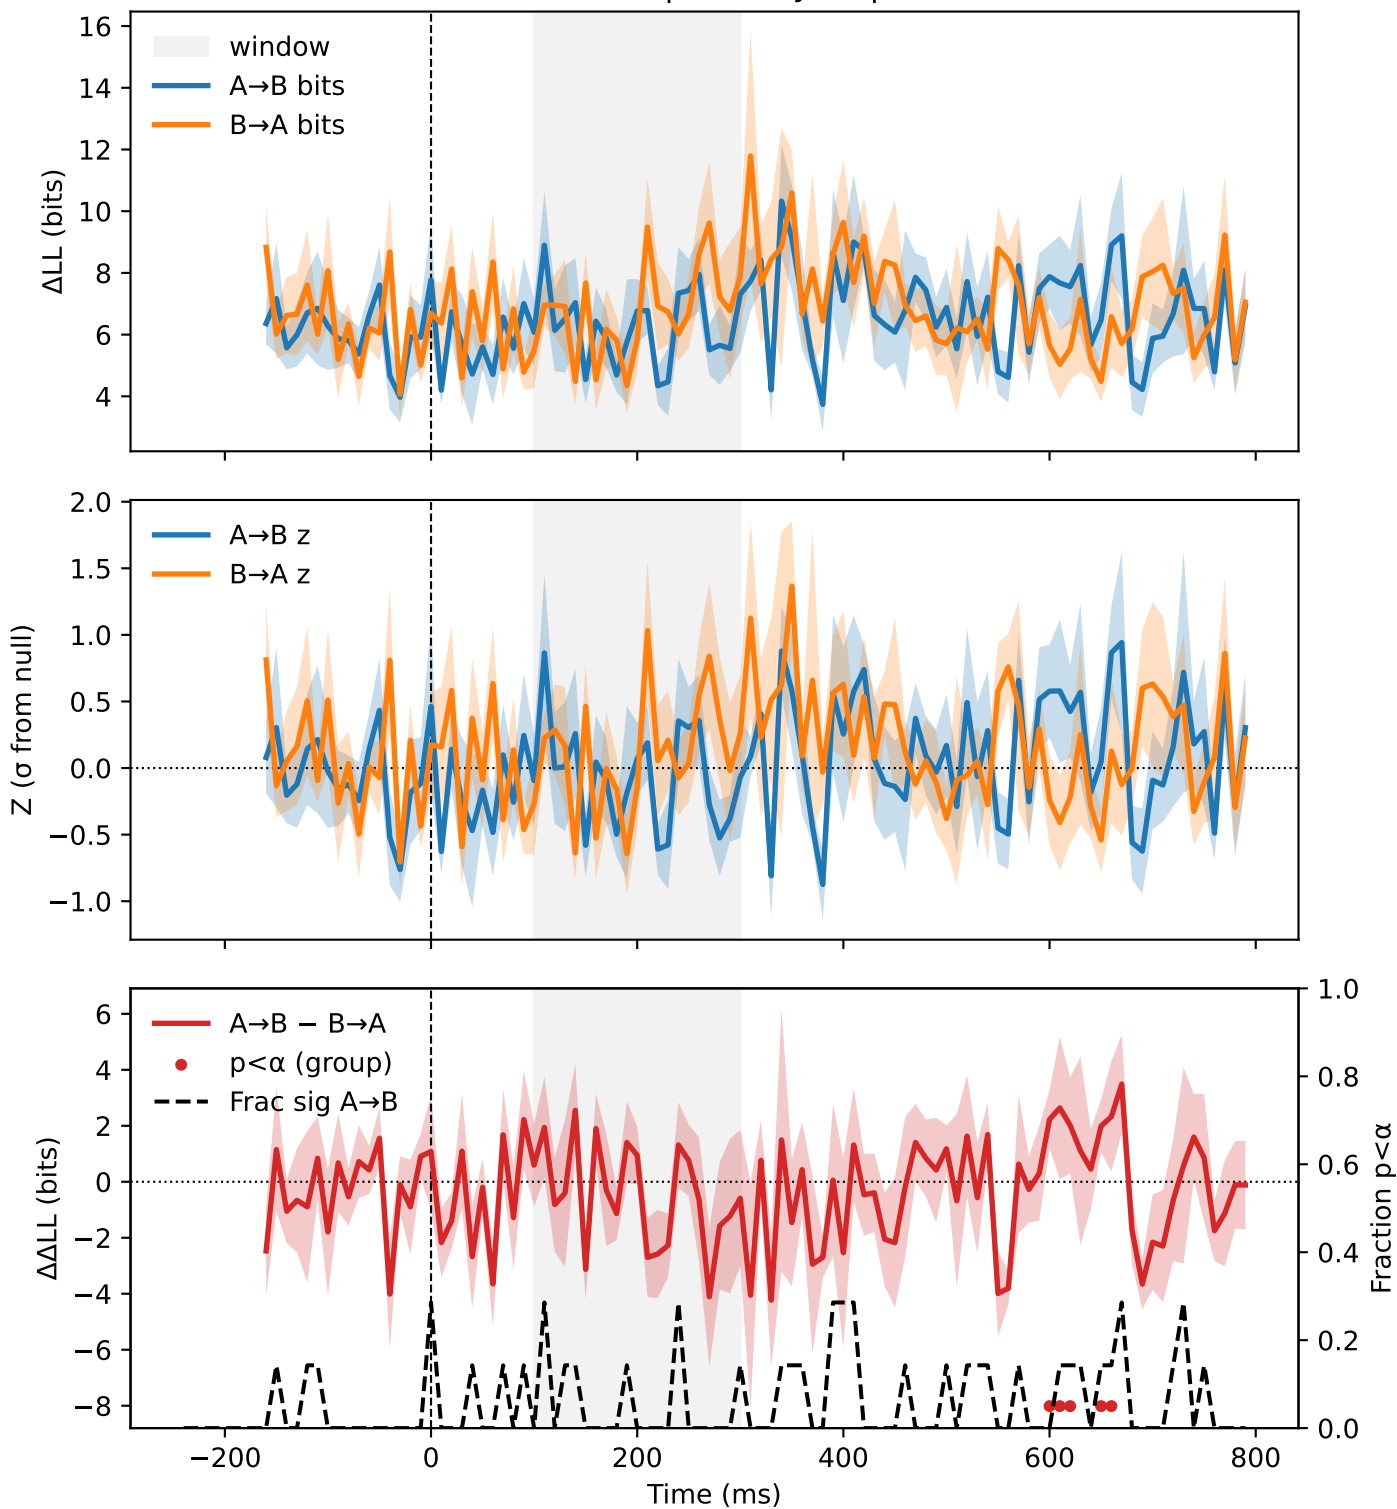 16
14
12
10
8
6
4
ΔLL (bits)
window
A→B bits
B→A bits
2.0
1.5
1.0
0.5
0.0
−0.5
−1.0
Z (σ from null)
A→B z
B→A z
6
4
2
0
−2
−4
−6
−8
ΔΔLL (bits)
A→B − B→A
p<α (group)
Frac sig A→B
1.0
0.8
0.6
0.4
0.2
0.0
Fraction p<α
−200
0
200
400
600
800
Time (ms)